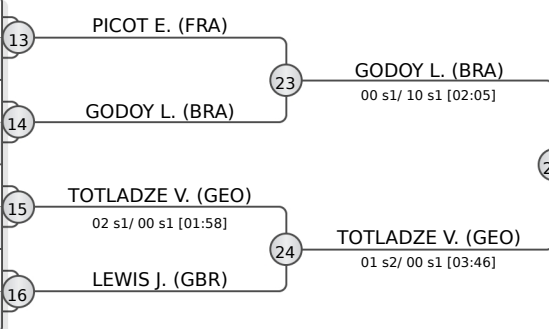 PICOT E. (FRA)
13
23
GODOY L. (BRA)
00 s1/ 10 s1 [02:05]
GODOY L. (BRA)
14
TOTLADZE V. (GEO)
15
02 s1/ 00 s1 [01:58]
24
TOTLADZE V. (GEO)
01 s2/ 00 s1 [03:46]
LEWIS J. (GBR)
16